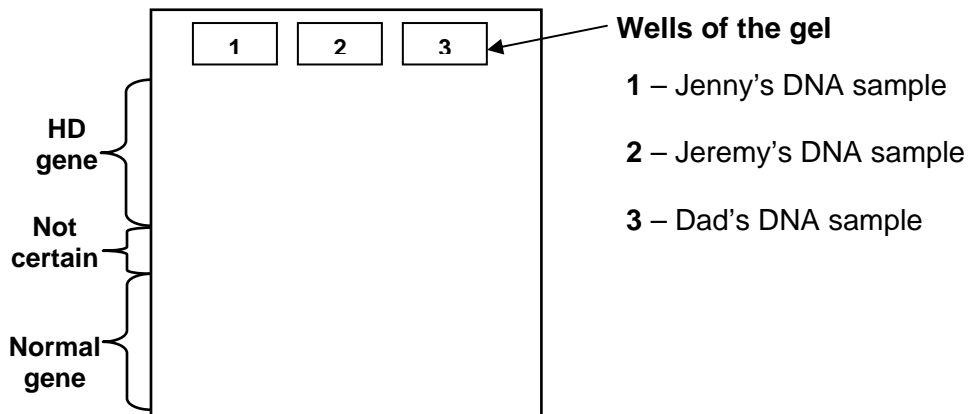 Wells of the gel
1 2 3
1 – Jenny's DNA sample
HD
gene
2 – Jeremy's DNA sample
3 – Dad's DNA sample
Not
certain
Normal
gene